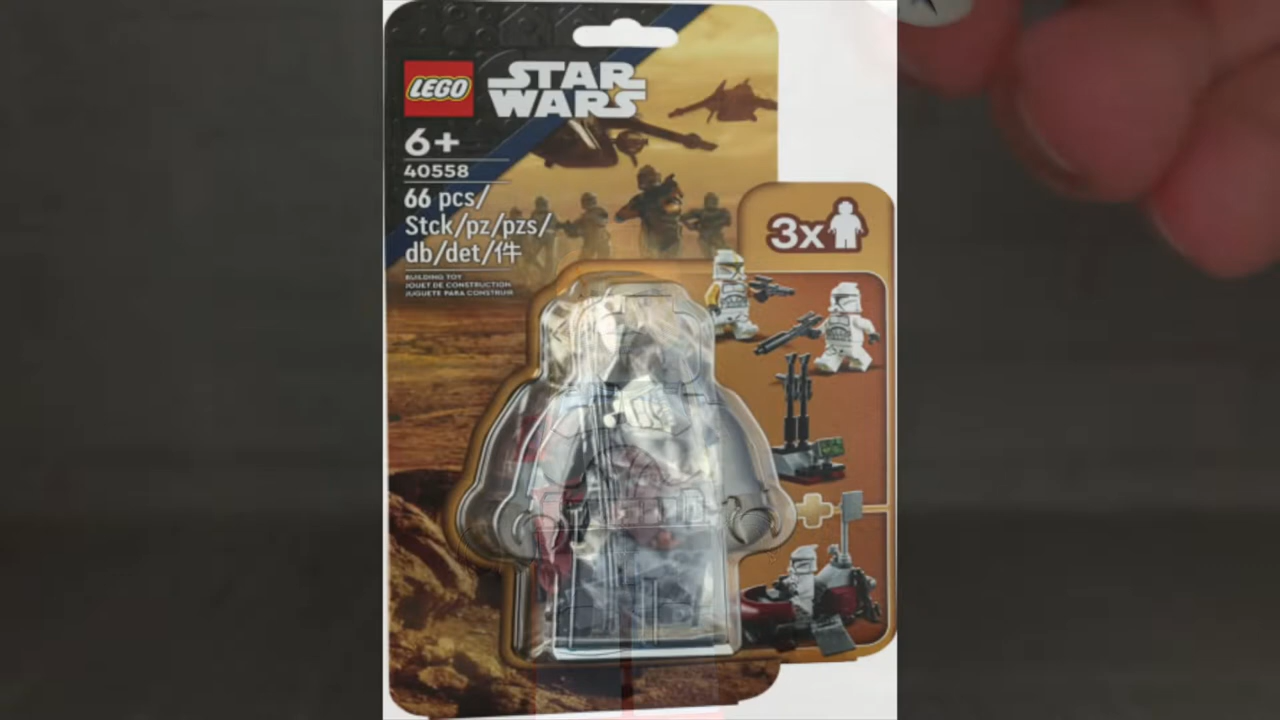 LEGO
STAR
WARS
6+
40558
66 pcs/
Stck/pz/pzs/
db/det/件
BUILDING TOY
JOUET DE CONSTRUCTION
JUGUETE PARA CONSTRUIR
3x